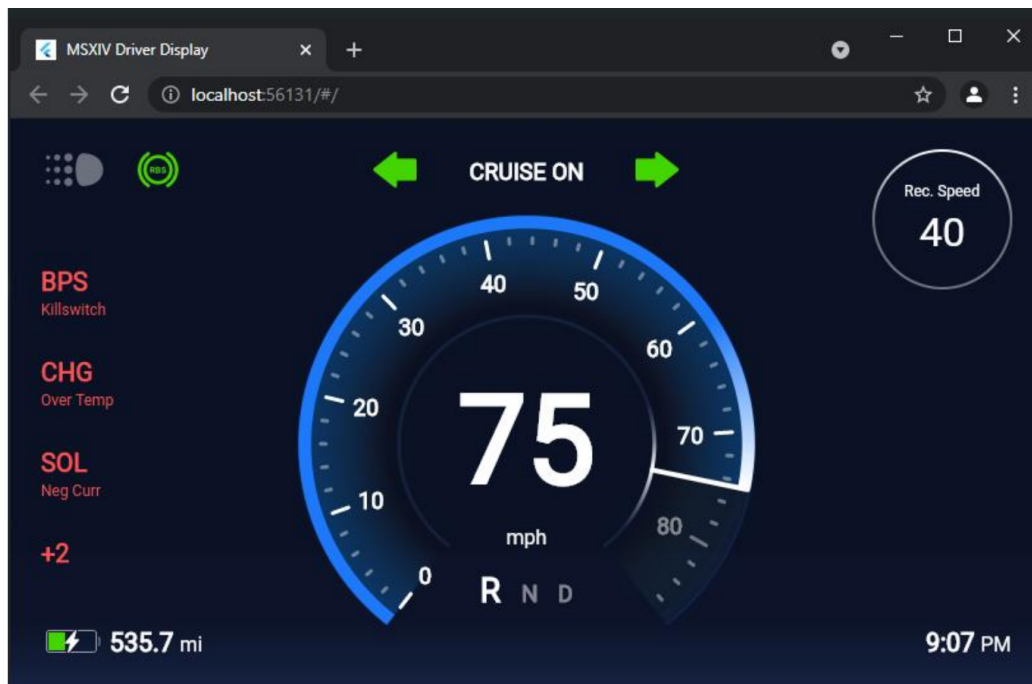 MSXIV Driver Display
localhost:56131/#/
RBS
CRUISE ON
Rec. Speed
40
BPS
Killswitch
CHG
Over Temp
SOL
Neg Curr
+2
0
10
20
30
40
50
60
70
80
75
mph
R N D
535.7 mi
9:07 PM